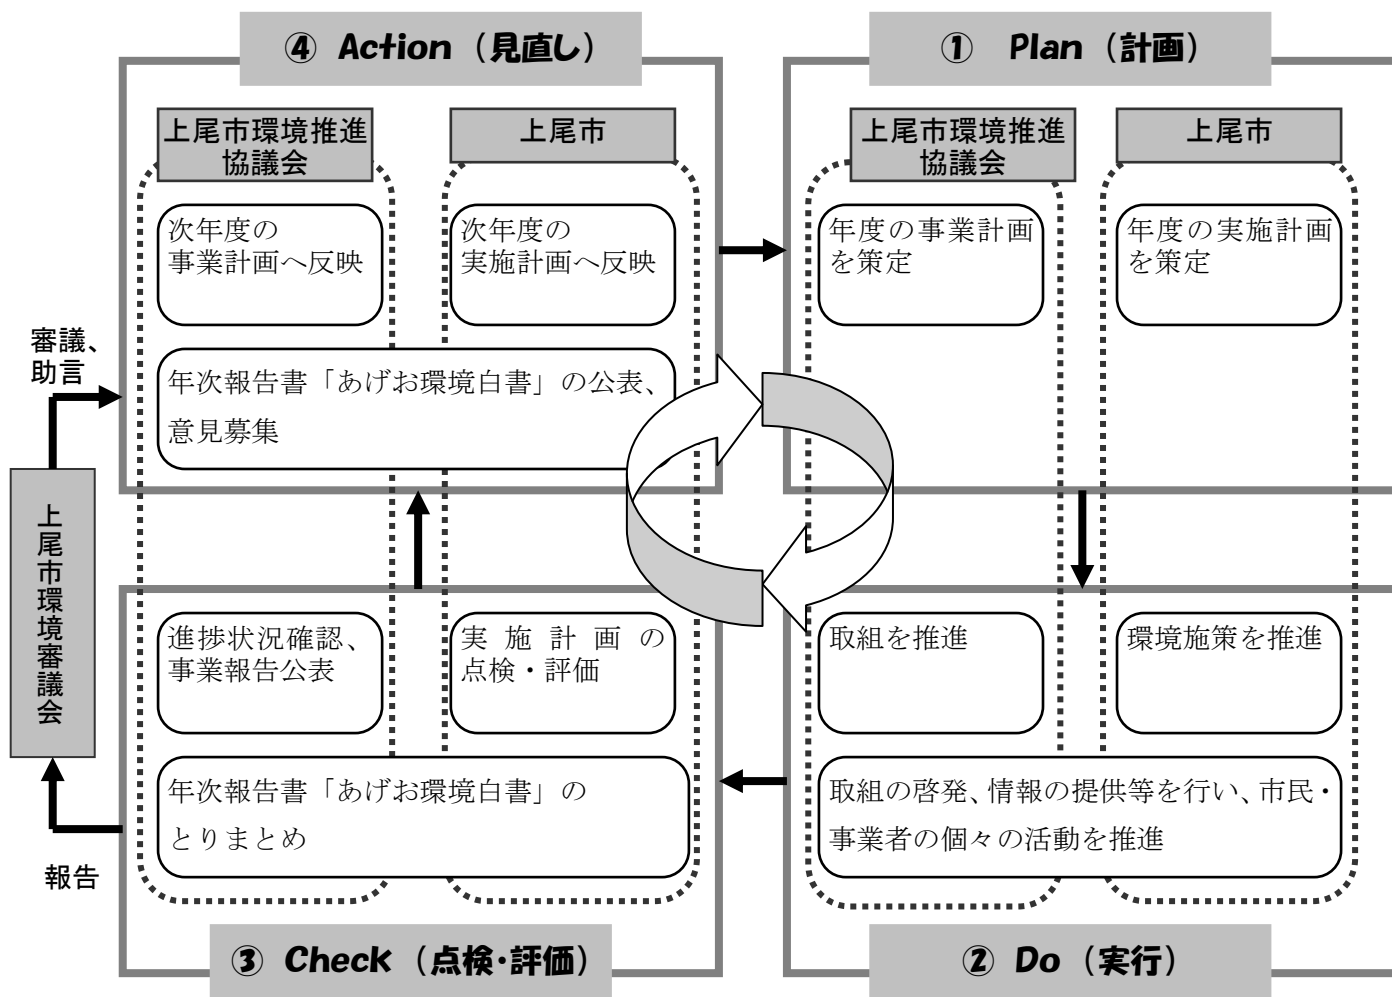 ④ Action（見直し）
上尾市環境推進
協議会
上尾市
次年度の
事業計画へ反映
次年度の
実施計画へ反映
年次報告書「あげお環境白書」の公表、
意見募集
① Plan（計画）
上尾市環境推進
協議会
上尾市
年度の事業計画
を策定
年度の実施計画
を策定
審議、
助言
上尾市環境審議会
報告
進捗状況確認、
事業報告公表
実施計画の
点検・評価
年次報告書「あげお環境白書」の
とりまとめ
③ Check（点検・評価）
取組を推進
環境施策を推進
取組の啓発、情報の提供等を行い、市民・
事業者の個々の活動を推進
② Do（実行）